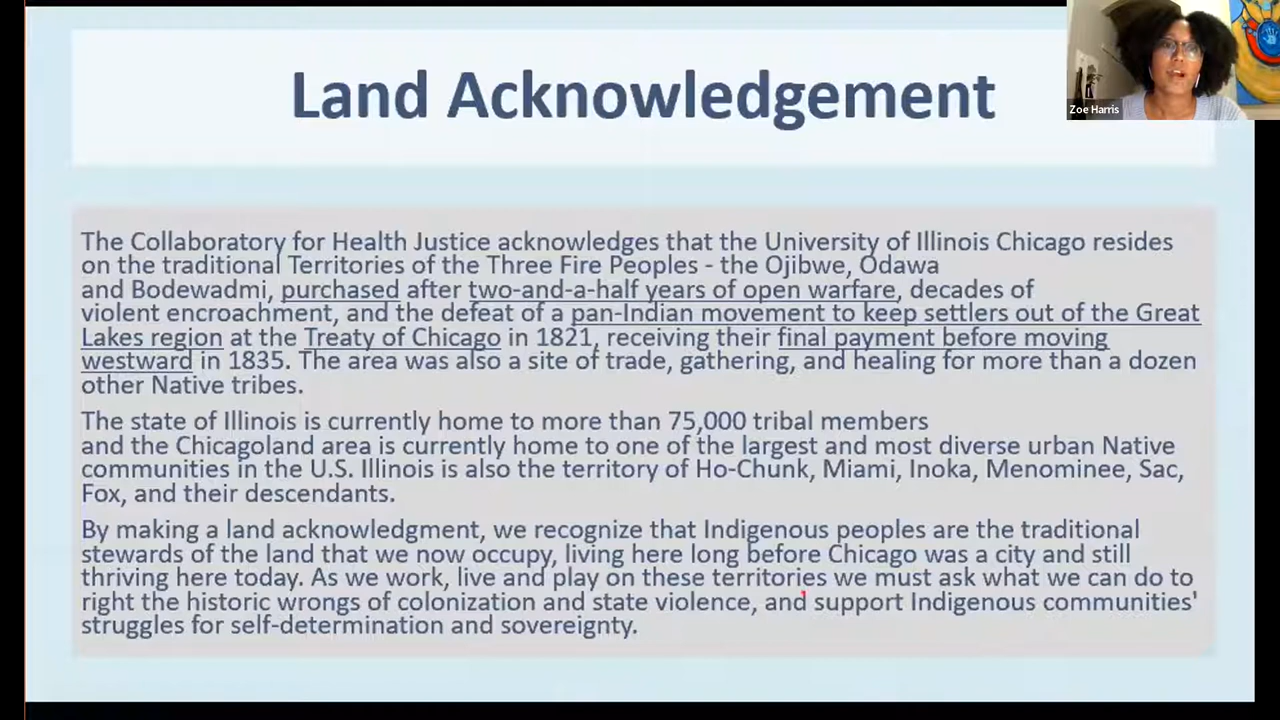 Land Acknowledgement
Zoe Harris
The Collaboratory for Health Justice acknowledges that the University of Illinois Chicago resides
on the traditional Territories of the Three Fire Peoples - the Ojibwe, Odawa
and Bodewadmi, purchased after two-and-a-half years of open warfare, decades of
violent encroachment, and the defeat of a pan-Indian movement to keep settlers out of the Great
Lakes region at the Treaty of Chicago in 1821, receiving their final payment before moving
westward in 1835. The area was also a site of trade, gathering, and healing for more than a dozen
other Native tribes.
The state of Illinois is currently home to more than 75,000 tribal members
and the Chicagoland area is currently home to one of the largest and most diverse urban Native
communities in the U.S. Illinois is also the territory of Ho-Chunk, Miami, Inoka, Menominee, Sac,
Fox, and their descendants.
By making a land acknowledgment, we recognize that Indigenous peoples are the traditional
stewards of the land that we now occupy, living here long before Chicago was a city and still
thriving here today. As we work, live and play on these territories we must ask what we can do to
right the historic wrongs of colonization and state violence, and support Indigenous communities'
struggles for self-determination and sovereignty.